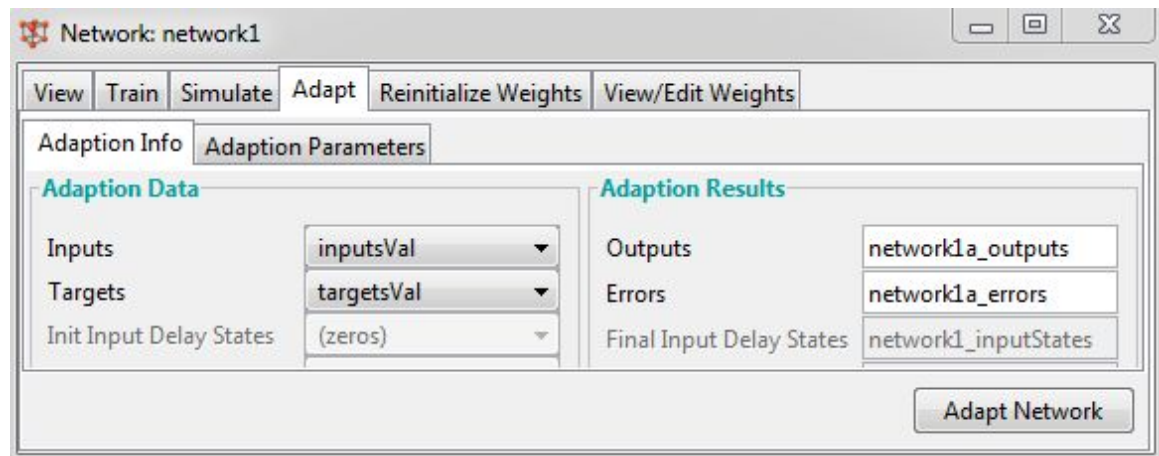 Network: network1
View Train Simulate Adapt Reinitialize Weights View/Edit Weights
Adaption Info Adaption Parameters
Adaption Data Adaption Results
Inputs inputsVal Outputs network1a_outputs
Targets targetsVal Errors network1a_errors
Init Input Delay States (zeros) Final Input Delay States network1_inputStates
Adapt Network